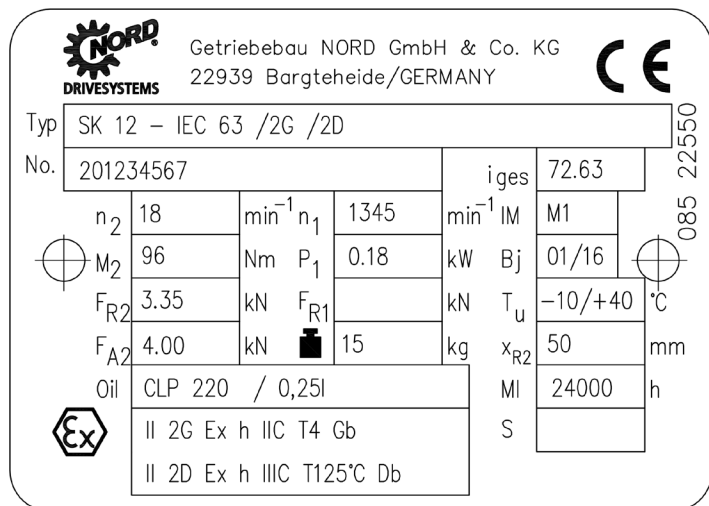 NORD®
DRIVESYSTEMS
Getriebebau NORD GmbH & Co. KG
22939 Bargteheide/GERMANY
CE
Typ SK 12 – IEC 63 /2G /2D
No. 201234567 i ges 72.63
n2 18 min⁻¹ n1 1345 min⁻¹ IM M1
M2 96 Nm P1 0.18 kW Bj 01/16
FR2 3.35 kN FR1 kN Tu –10/+40 °C
FA2 4.00 kN 15 kg xR2 50 mm
Oil CLP 220 / 0,25l MI 24000 h
Ex II 2G Ex h IIC T4 Gb S
II 2D Ex h IIIC T125°C Db
085 22550